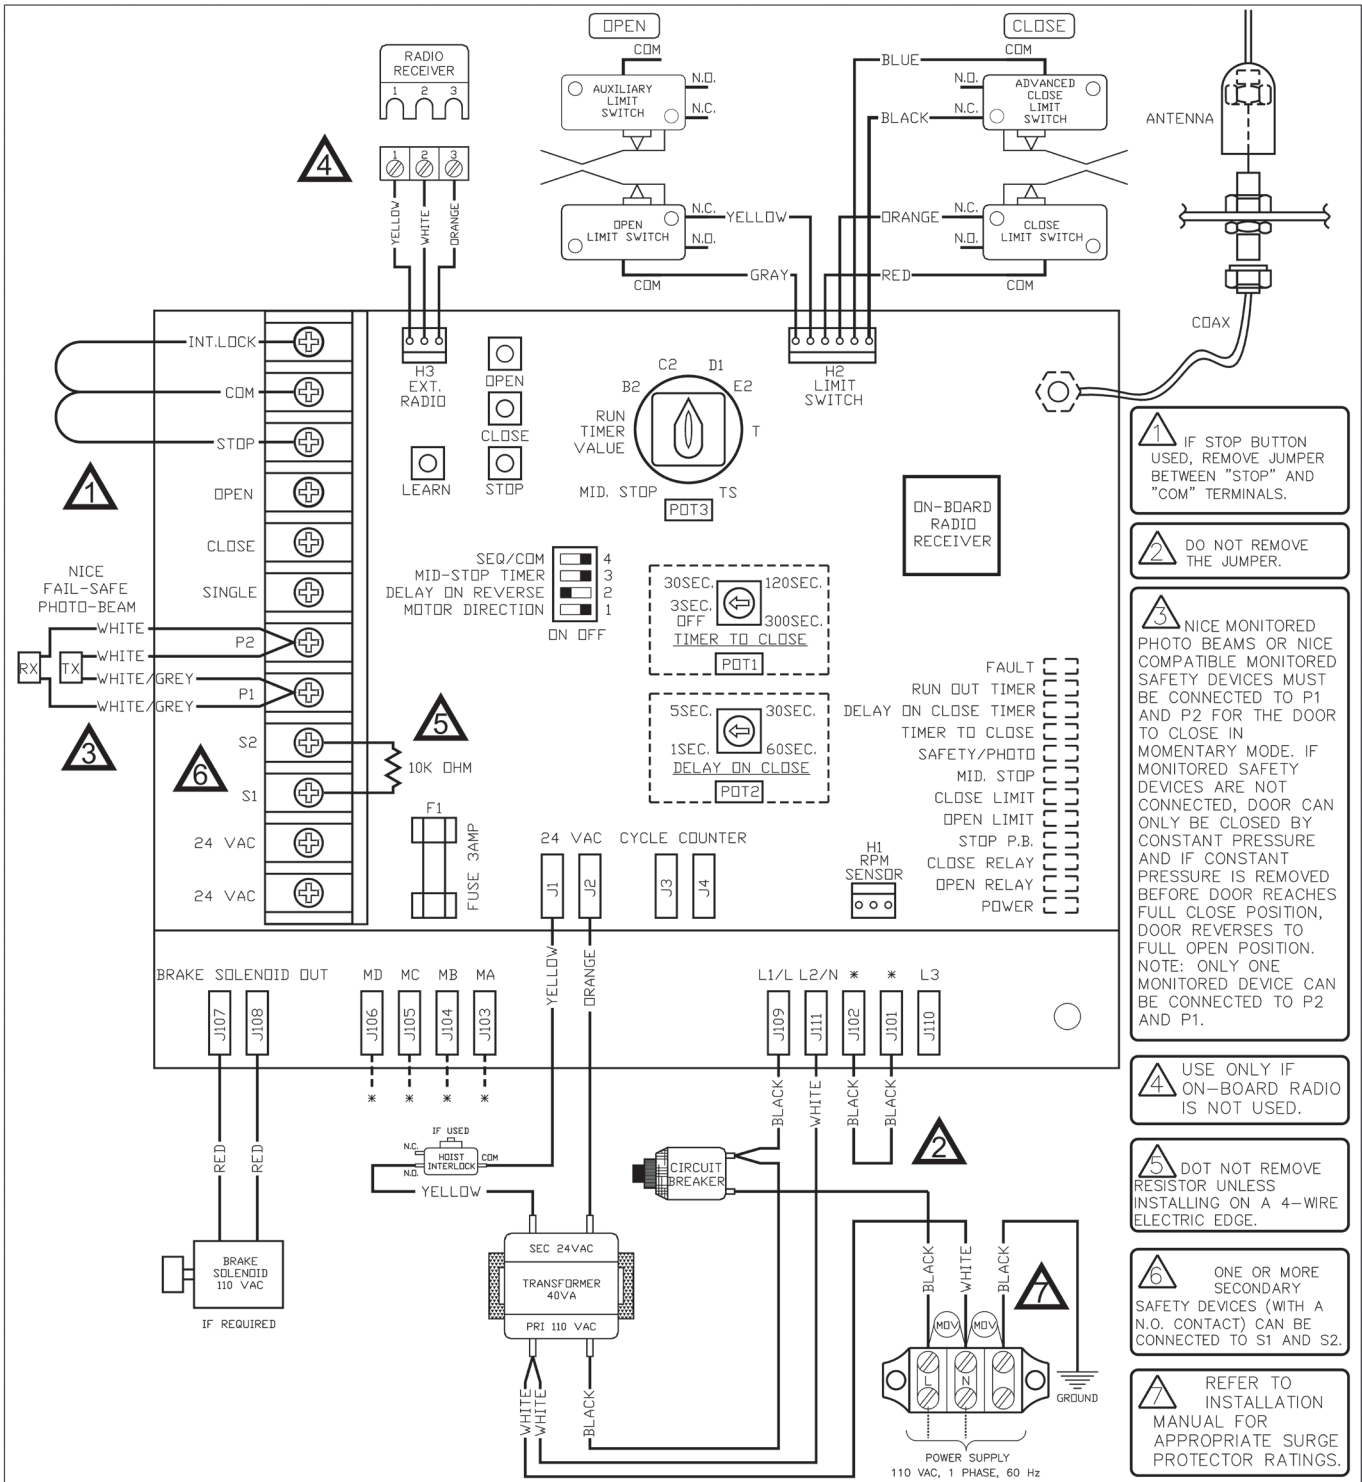 OPEN
CLOSE
RADIO
RECEIVER
1 2 3
4
1 2 3
YELLOW
WHITE
ORANGE
COM
AUXILIARY
LIMIT
SWITCH
N.O.
N.C.
OPEN
LIMIT SWITCH
N.C.
N.O.
COM
YELLOW
GRAY
BLUE
BLACK
ORANGE
RED
COM
N.O.
ADVANCED
CLOSE
LIMIT
SWITCH
N.C.
N.C.
CLOSE
LIMIT SWITCH
N.O.
COM
ANTENNA
COAX
INT.LOCK
COM
STOP
OPEN
CLOSE
SINGLE
P2
P1
S2
S1
24 VAC
24 VAC
1
NICE
FAIL-SAFE
PHOTO-BEAM
WHITE
WHITE
WHITE/GREY
WHITE/GREY
RX
TX
3
6
5
10K OHM
H3
EXT.
RADIO
OPEN
CLOSE
LEARN
STOP
H2
LIMIT
SWITCH
C2 D1
B2 E2
RUN
TIMER
VALUE
T
MID. STOP
TS
POT3
ON-BOARD
RADIO
RECEIVER
SEQ/COM 4
MID-STOP TIMER 3
DELAY ON REVERSE 2
MOTOR DIRECTION 1
ON OFF
30SEC. 120SEC.
3SEC.
OFF 300SEC.
TIMER TO CLOSE
POT1
5SEC. 30SEC.
1SEC. 60SEC.
DELAY ON CLOSE
POT2
FAULT
RUN OUT TIMER
DELAY ON CLOSE TIMER
TIMER TO CLOSE
SAFETY/PHOTO
MID. STOP
CLOSE LIMIT
OPEN LIMIT
STOP P.B.
CLOSE RELAY
OPEN RELAY
POWER
F1
FUSE 3AMP
24 VAC
CYCLE COUNTER
J1
J2
J3
J4
H1
RPM
SENSOR
BRAKE SOLENOID OUT
J107
J108
MD MC MB MA
J106
J105
J104
J103
* * * *
YELLOW
ORANGE
L1/L L2/N * * L3
J109
J111
J102
J101
J110
BLACK
WHITE
BLACK
BLACK
2
RED
RED
BRAKE
SOLENOID
110 VAC
IF REQUIRED
IF USED
N.C.
HOIST
INTERLOCK
COM
N.O.
YELLOW
SEC 24VAC
TRANSFORMER
40VA
PRI 110 VAC
WHITE
WHITE
BLACK
CIRCUIT
BREAKER
BLACK
WHITE
BLACK
7
MOV
MOV
L
N
GROUND
POWER SUPPLY
110 VAC, 1 PHASE, 60 Hz
1 IF STOP BUTTON
USED, REMOVE JUMPER
BETWEEN "STOP" AND
"COM" TERMINALS.
2 DO NOT REMOVE
THE JUMPER.
3 NICE MONITORED
PHOTO BEAMS OR NICE
COMPATIBLE MONITORED
SAFETY DEVICES MUST
BE CONNECTED TO P1
AND P2 FOR THE DOOR
TO CLOSE IN
MOMENTARY MODE. IF
MONITORED SAFETY
DEVICES ARE NOT
CONNECTED, DOOR CAN
ONLY BE CLOSED BY
CONSTANT PRESSURE
AND IF CONSTANT
PRESSURE IS REMOVED
BEFORE DOOR REACHES
FULL CLOSE POSITION,
DOOR REVERSES TO
FULL OPEN POSITION.
NOTE: ONLY ONE
MONITORED DEVICE CAN
BE CONNECTED TO P2
AND P1.
4 USE ONLY IF
ON-BOARD RADIO
IS NOT USED.
5 DOT NOT REMOVE
RESISTOR UNLESS
INSTALLING ON A 4-WIRE
ELECTRIC EDGE.
6 ONE OR MORE
SECONDARY
SAFETY DEVICES (WITH A
N.O. CONTACT) CAN BE
CONNECTED TO S1 AND S2.
7 REFER TO
INSTALLATION
MANUAL FOR
APPROPRIATE SURGE
PROTECTOR RATINGS.